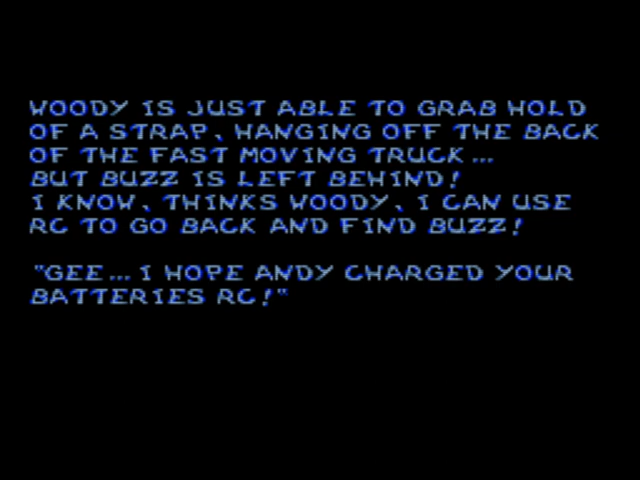 WOODY IS JUST ABLE TO GRAB HOLD
OF A STRAP, HANGING OFF THE BACK
OF THE FAST MOVING TRUCK...
BUT BUZZ IS LEFT BEHIND!
I KNOW, THINKS WOODY, I CAN USE
RC TO GO BACK AND FIND BUZZ!
"GEE... I HOPE ANDY CHARGED YOUR
BATTERIES RC!"